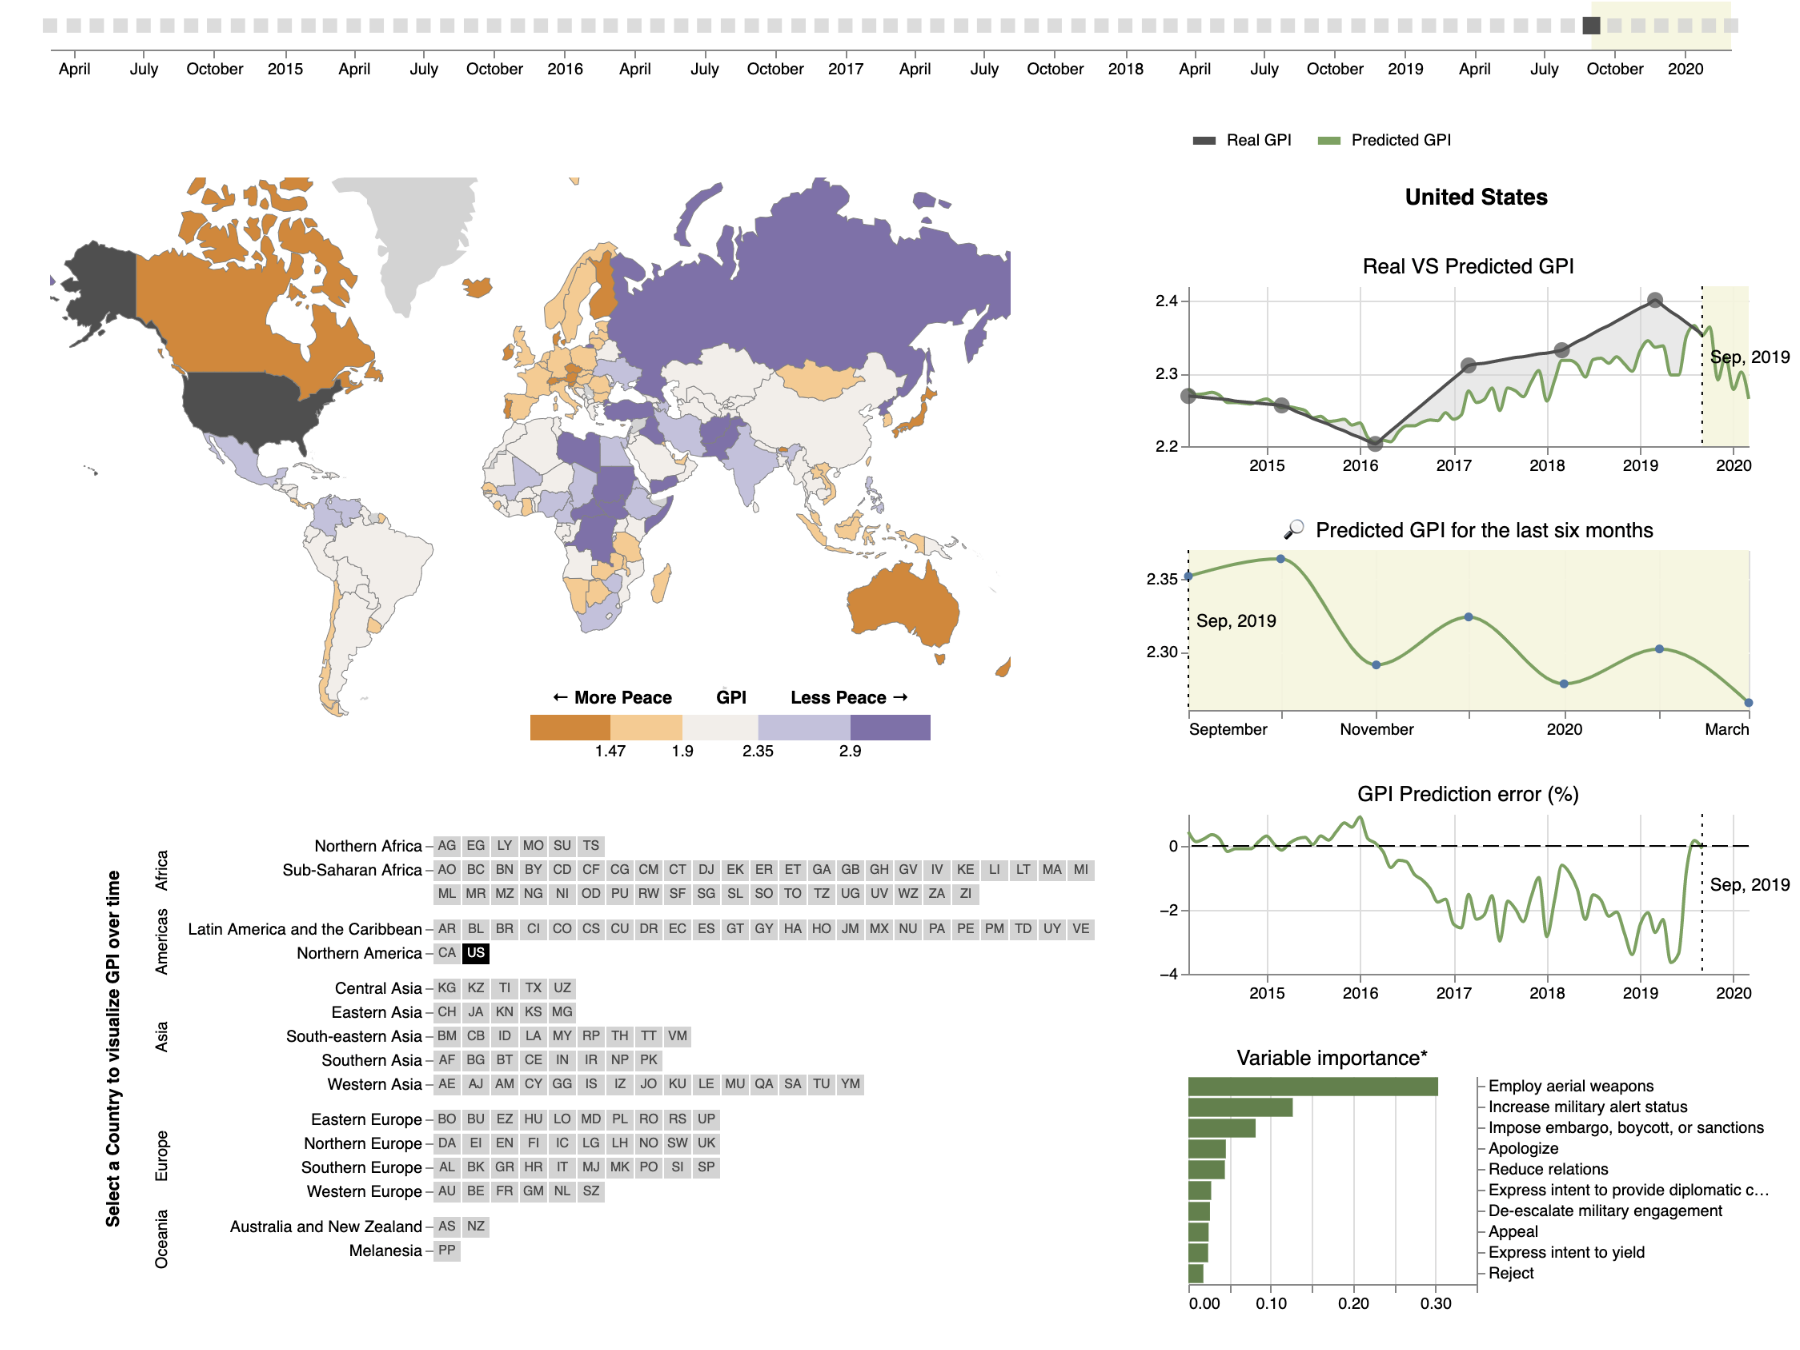 April July October 2015 April July October 2016 April July October 2017 April July October 2018 April July October 2019 April July October 2020
Real GPI Predicted GPI
United States
Real VS Predicted GPI
2.4
2.3
2.2
Sep, 2019
2015 2016 2017 2018 2019 2020
🔎 Predicted GPI for the last six months
2.35
2.30
Sep, 2019
September November 2020 March
GPI Prediction error (%)
0
−2
−4
Sep, 2019
2015 2016 2017 2018 2019 2020
Variable importance*
Employ aerial weapons
Increase military alert status
Impose embargo, boycott, or sanctions
Apologize
Reduce relations
Express intent to provide diplomatic c…
De-escalate military engagement
Appeal
Express intent to yield
Reject
0.00 0.10 0.20 0.30
← More Peace GPI Less Peace →
1.47 1.9 2.35 2.9
Select a Country to visualize GPI over time
Africa
Northern Africa AG EG LY MO SU TS
Sub-Saharan Africa AO BC BN BY CD CF CG CM CT DJ EK ER ET GA GB GH GV IV KE LI LT MA MI
ML MR MZ NG NI OD PU RW SF SG SL SO TO TZ UG UV WZ ZA ZI
Americas
Latin America and the Caribbean AR BL BR CI CO CS CU DR EC ES GT GY HA HO JM MX NU PA PE PM TD UY VE
Northern America CA US
Asia
Central Asia KG KZ TI TX UZ
Eastern Asia CH JA KN KS MG
South-eastern Asia BM CB ID LA MY RP TH TT VM
Southern Asia AF BG BT CE IN IR NP PK
Western Asia AE AJ AM CY GG IS IZ JO KU LE MU QA SA TU YM
Europe
Eastern Europe BO BU EZ HU LO MD PL RO RS UP
Northern Europe DA EI EN FI IC LG LH NO SW UK
Southern Europe AL BK GR HR IT MJ MK PO SI SP
Western Europe AU BE FR GM NL SZ
Oceania
Australia and New Zealand AS NZ
Melanesia PP